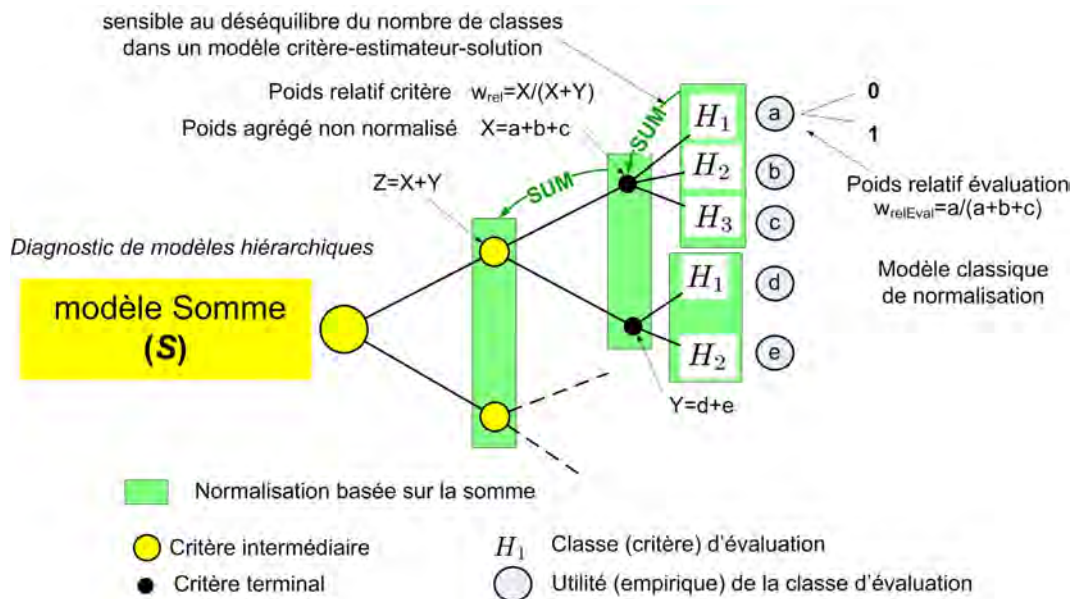 sensible au déséquilibre du nombre de classes
dans un modèle critère-estimateur-solution
Poids relatif critère w_rel=X/(X+Y)
Poids agrégé non normalisé X=a+b+c
Z=X+Y
SUM
SUM
H₁
H₂
H₃
a
b
c
0
1
Poids relatif évaluation
w_relEval=a/(a+b+c)
Diagnostic de modèles hiérarchiques
modèle Somme
(S)
H₁
H₂
d
e
Modèle classique
de normalisation
Y=d+e
Normalisation basée sur la somme
Critère intermédiaire
Critère terminal
H₁ Classe (critère) d'évaluation
Utilité (empirique) de la classe d'évaluation